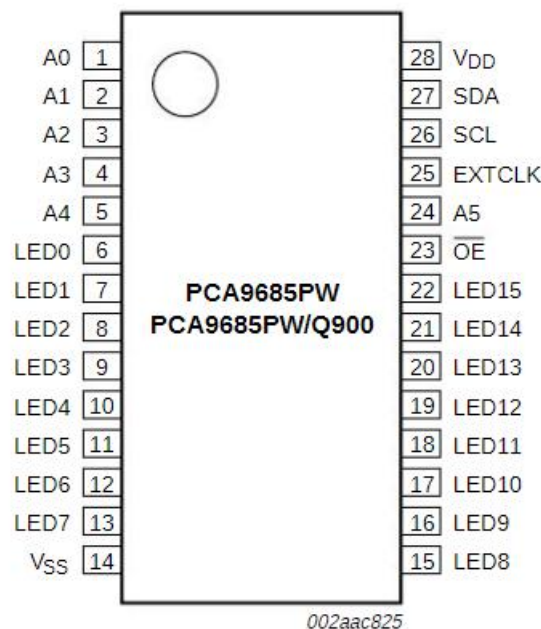 A0 1 28 VDD
A1 2 27 SDA
A2 3 26 SCL
A3 4 25 EXTCLK
A4 5 24 A5
LED0 6 23 OE
LED1 7 22 LED15
PCA9685PW
LED2 8 21 LED14
PCA9685PW/Q900
LED3 9 20 LED13
LED4 10 19 LED12
LED5 11 18 LED11
LED6 12 17 LED10
LED7 13 16 LED9
VSS 14 15 LED8
002aac825